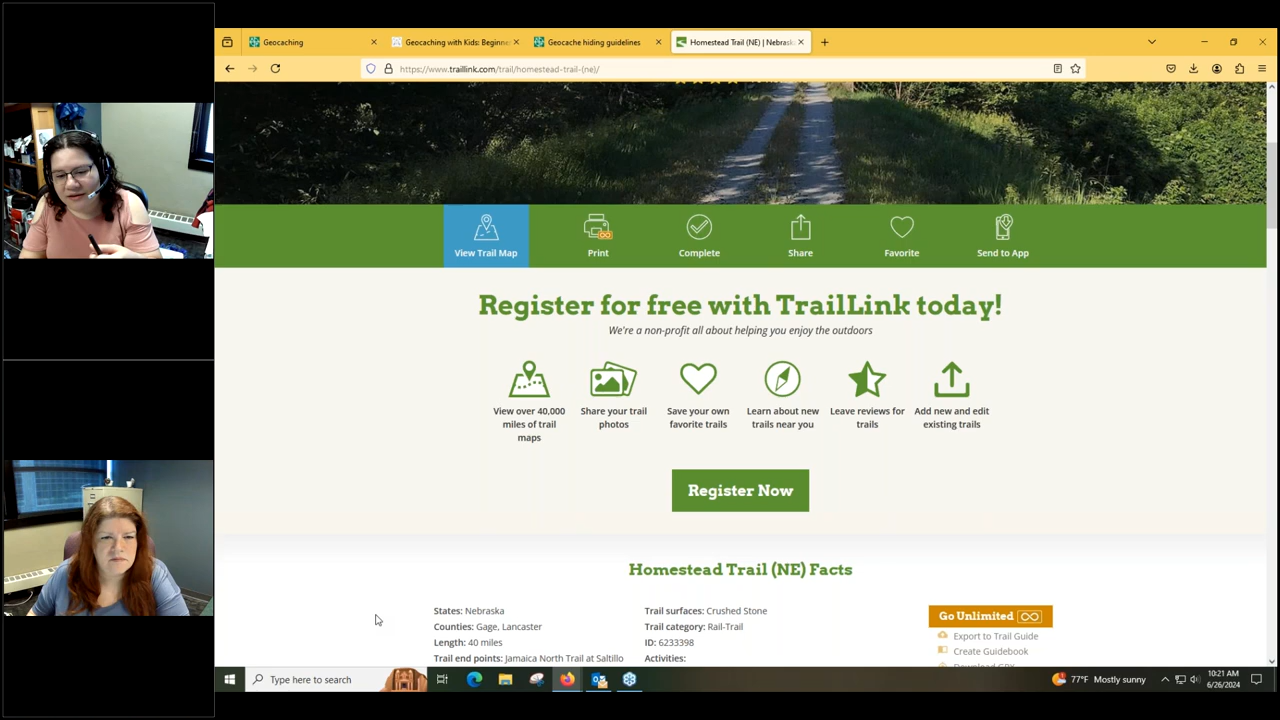 Geocaching
Geocaching with Kids: Beginne
Geocache hiding guidelines
Homestead Trail (NE) | Nebrask
https://www.traillink.com/trail/homestead-trail-(ne)/
View Trail Map
Print
Complete
Share
Favorite
Send to App
Register for free with TrailLink today!
We're a non-profit all about helping you enjoy the outdoors
View over 40,000
miles of trail
maps
Share your trail
photos
Save your own
favorite trails
Learn about new
trails near you
Leave reviews for
trails
Add new and edit
existing trails
Register Now
Homestead Trail (NE) Facts
States: Nebraska
Counties: Gage, Lancaster
Length: 40 miles
Trail end points: Jamaica North Trail at Saltillo
Trail surfaces: Crushed Stone
Trail category: Rail-Trail
ID: 6233398
Activities:
Go Unlimited
Export to Trail Guide
Create Guidebook
Download GPX
Type here to search
77°F Mostly sunny
10:21 AM
6/26/2024